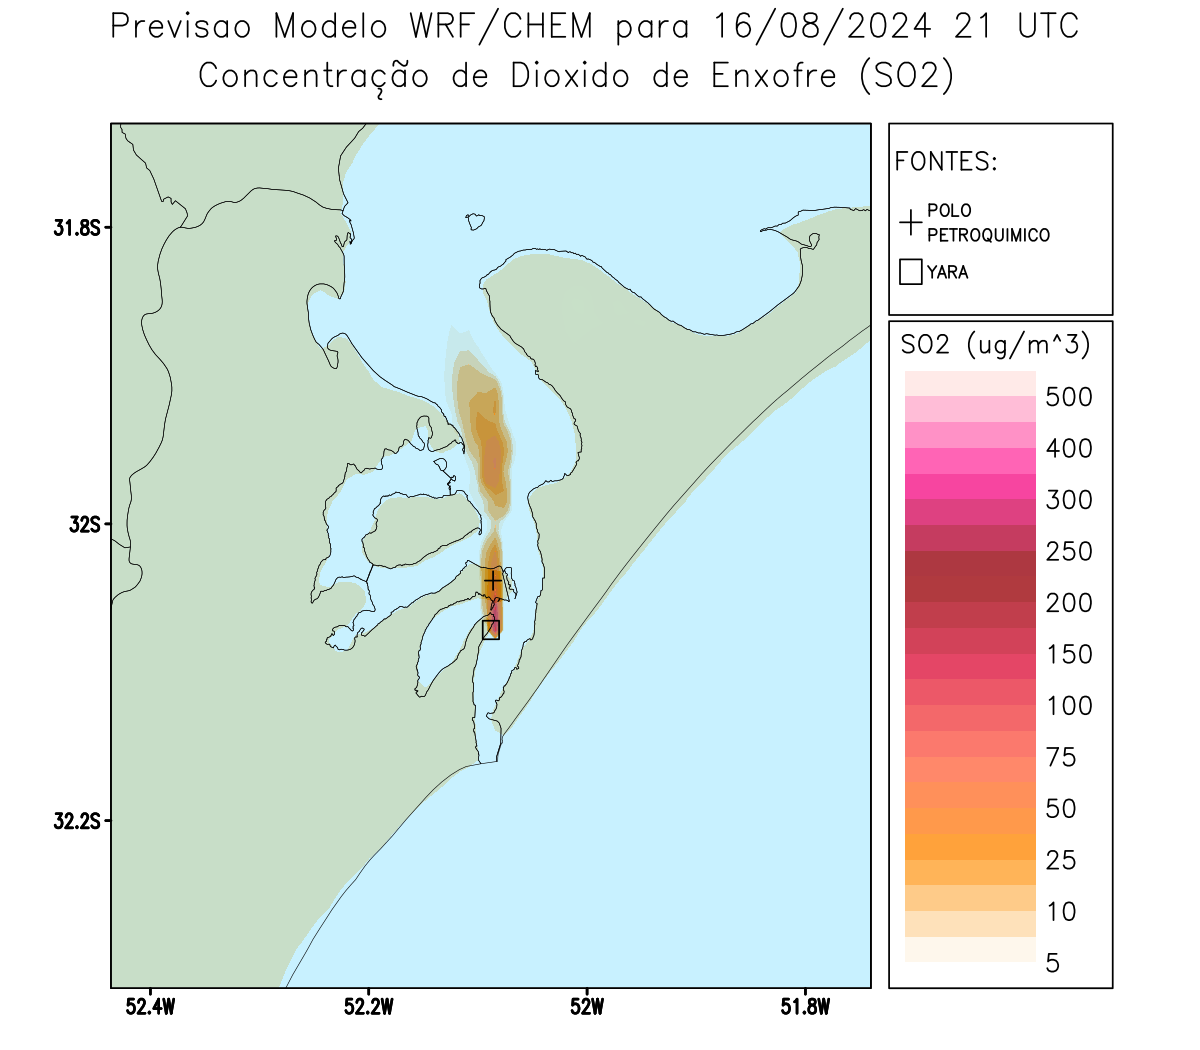 Previsao Modelo WRF/CHEM para 16/08/2024 21 UTC
Concentração de Dioxido de Enxofre (SO2)
FONTES:
POLO
PETROQUIMICO
YARA
SO2 (ug/m^3)
500
400
300
250
200
150
100
75
50
25
10
5
31.8S
32S
32.2S
52.4W
52.2W
52W
51.8W